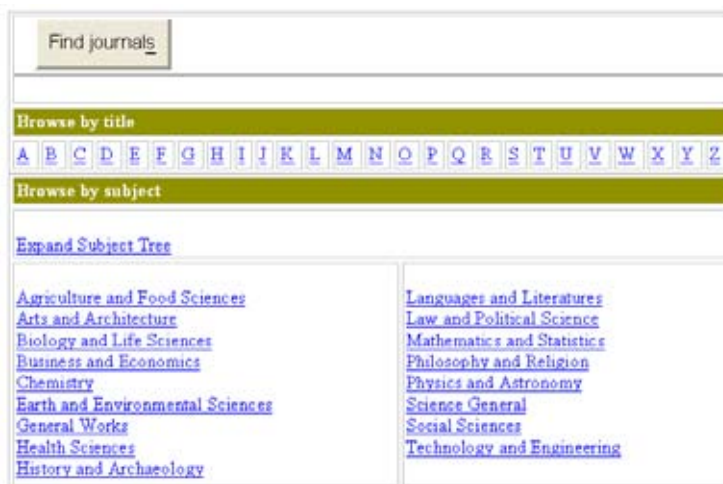 Find journals
Browse by title
A B C D E F G H I J K L M N O P Q R S T U V W X Y Z
Browse by subject
Expand Subject Tree
Agriculture and Food Sciences
Arts and Architecture
Biology and Life Sciences
Business and Economics
Chemistry
Earth and Environmental Sciences
General Works
Health Sciences
History and Archaeology
Languages and Literatures
Law and Political Science
Mathematics and Statistics
Philosophy and Religion
Physics and Astronomy
Science General
Social Sciences
Technology and Engineering